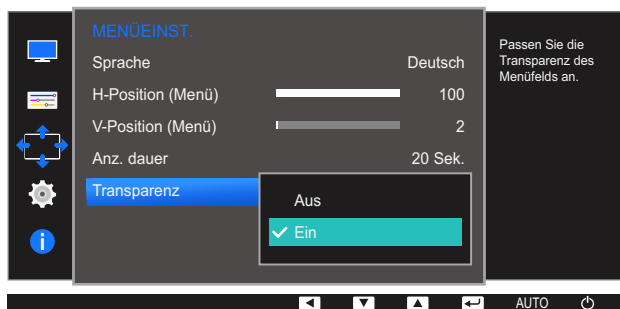 MENÜEINST.
Sprache Deutsch
H-Position (Menü) 100
V-Position (Menü) 2
Anz. dauer 20 Sek.
Transparenz
Aus
Ein
Passen Sie die
Transparenz des
Menüfelds an.
AUTO